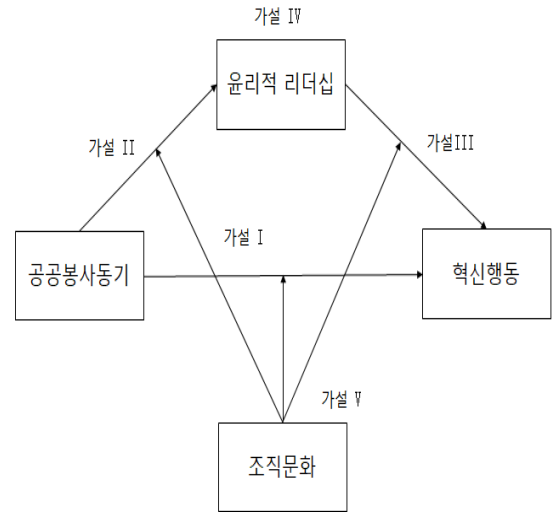 가설 IV
윤리적 리더십
가설 II
가설III
가설 I
공공봉사동기
혁신행동
가설 V
조직문화